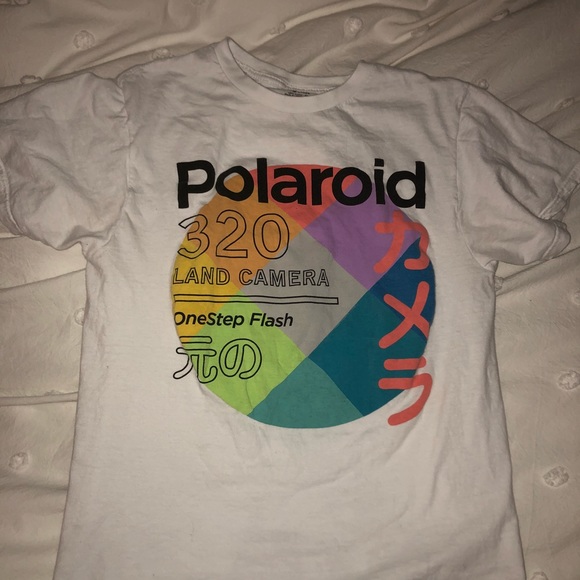 Polaroid
320
LAND CAMERA
OneStep Flash
元の
カメラ